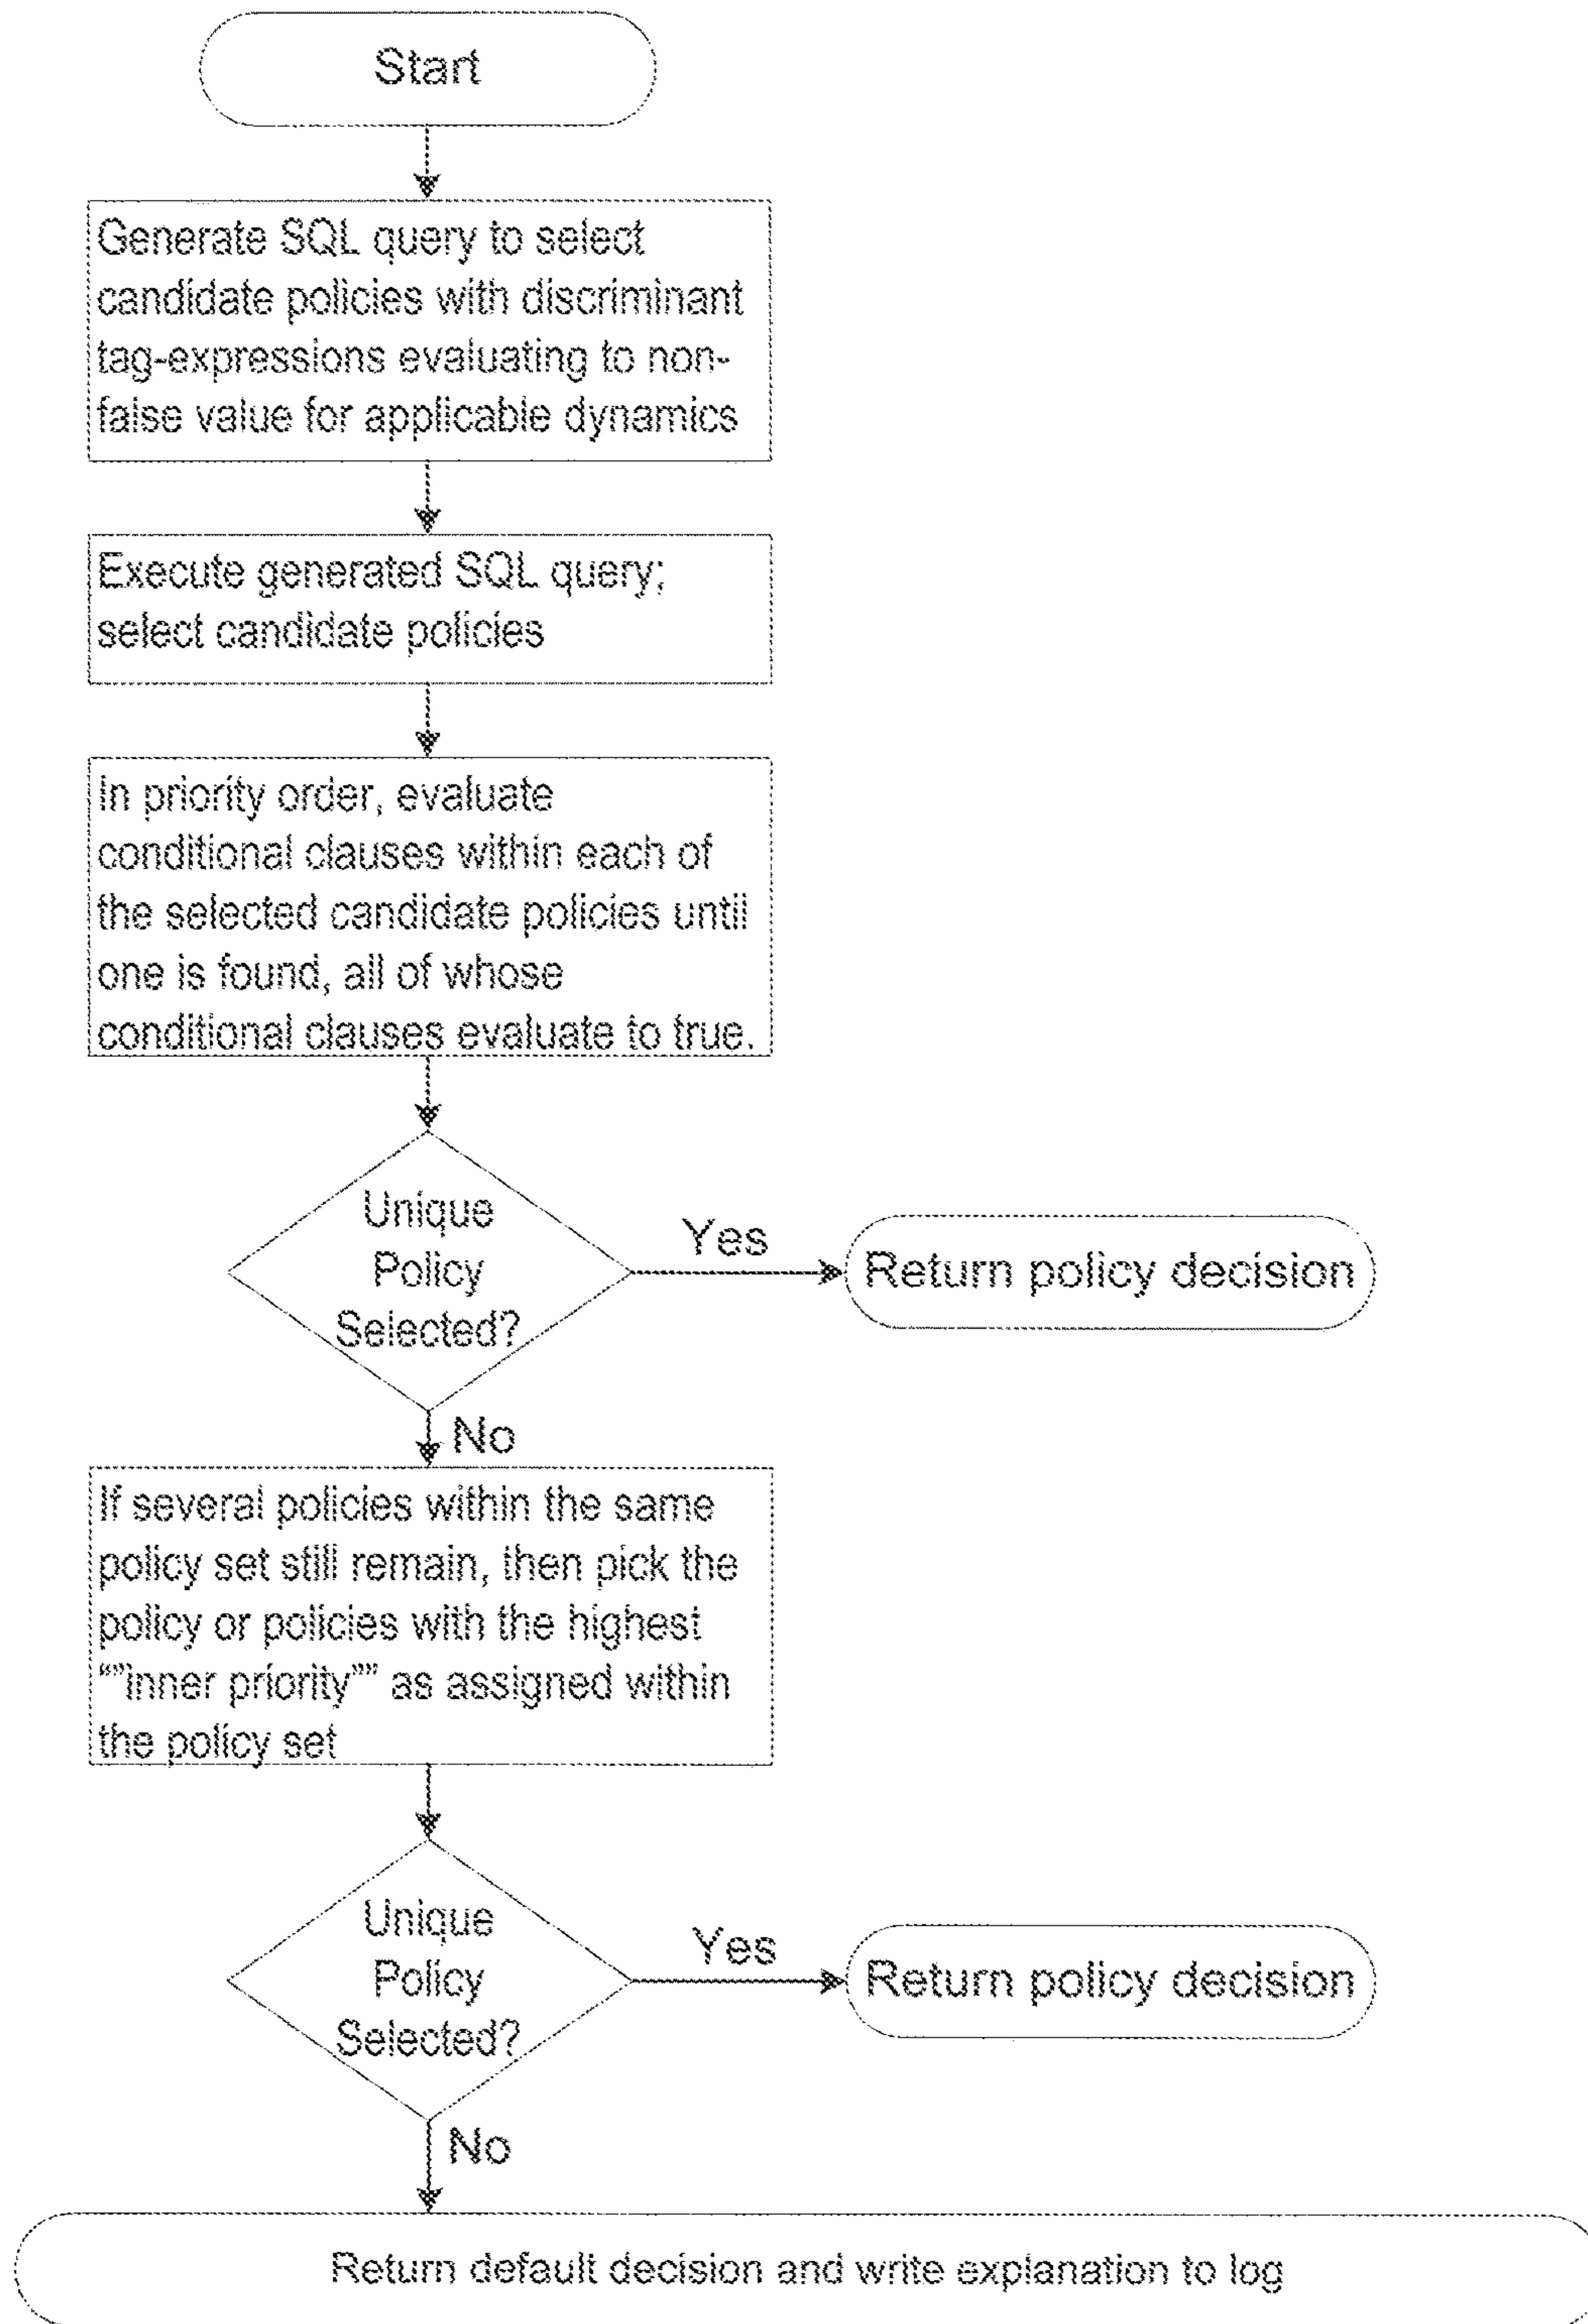 Start
Generate SQL query to select
candidate policies with discriminant
tag-expressions evaluating to non-
false value for applicable dynamics
Execute generated SQL query;
select candidate policies
In priority order, evaluate
conditional clauses within each of
the selected candidate policies until
one is found, all of whose
conditional clauses evaluate to true.
Unique
Policy
Selected?
Yes
Return policy decision
No
If several policies within the same
policy set still remain, then pick the
policy or policies with the highest
“”inner priority”” as assigned within
the policy set
Unique
Policy
Selected?
Yes
Return policy decision
No
Return default decision and write explanation to log